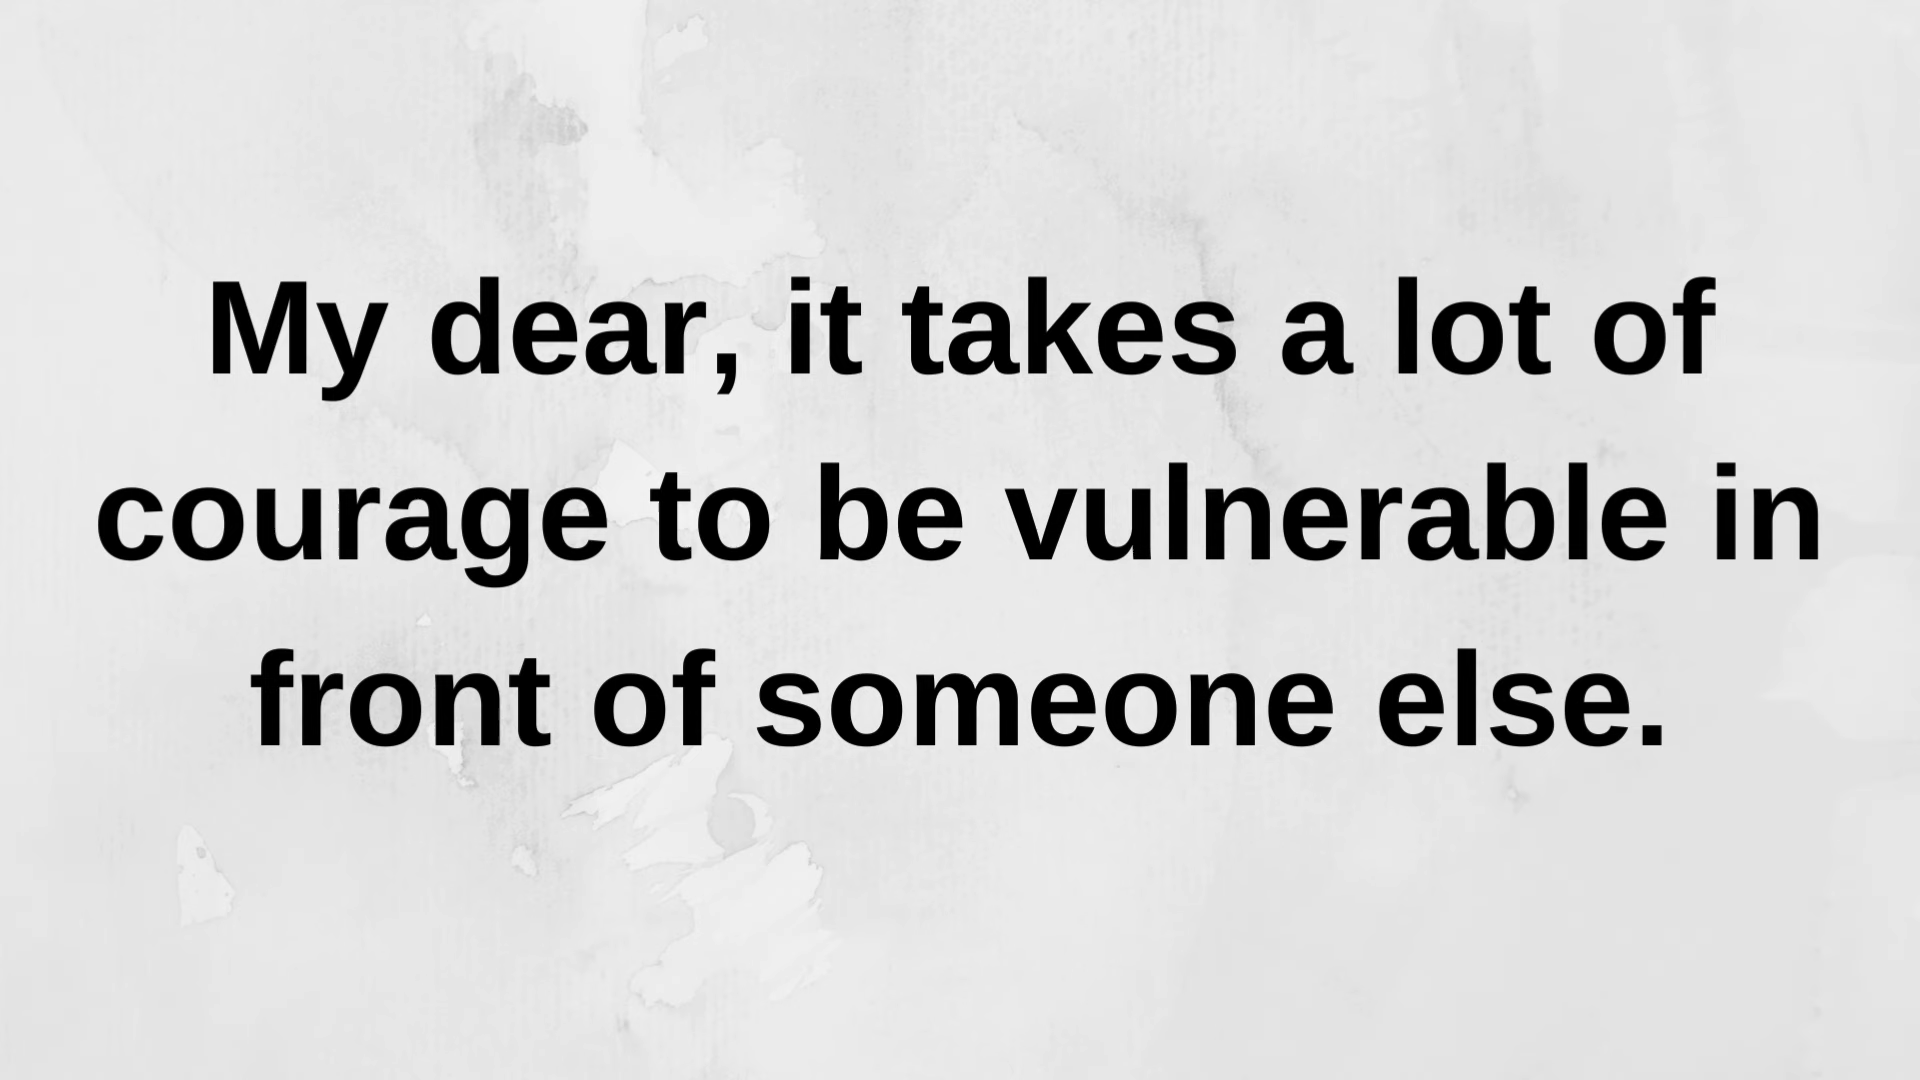 My dear, it takes a lot of
courage to be vulnerable in
front of someone else.